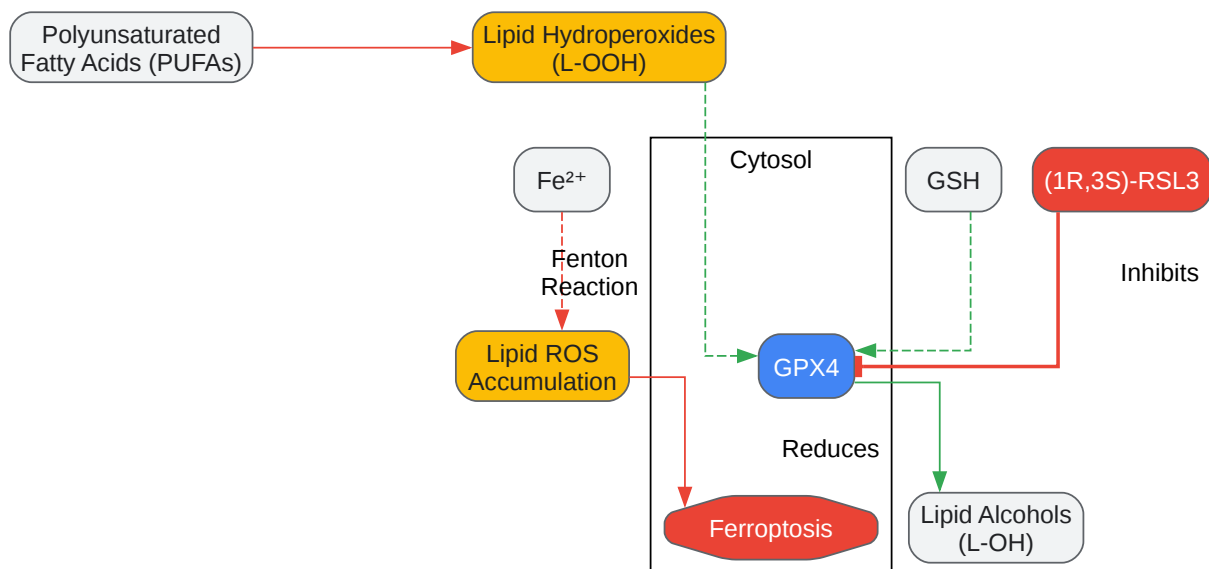 Polyunsaturated
Fatty Acids (PUFAs)
Lipid Hydroperoxides
(L-OOH)
Cytosol
Fe²⁺
GSH
(1R,3S)-RSL3
Fenton
Reaction
Inhibits
Lipid ROS
Accumulation
GPX4
Reduces
Ferroptosis
Lipid Alcohols
(L-OH)